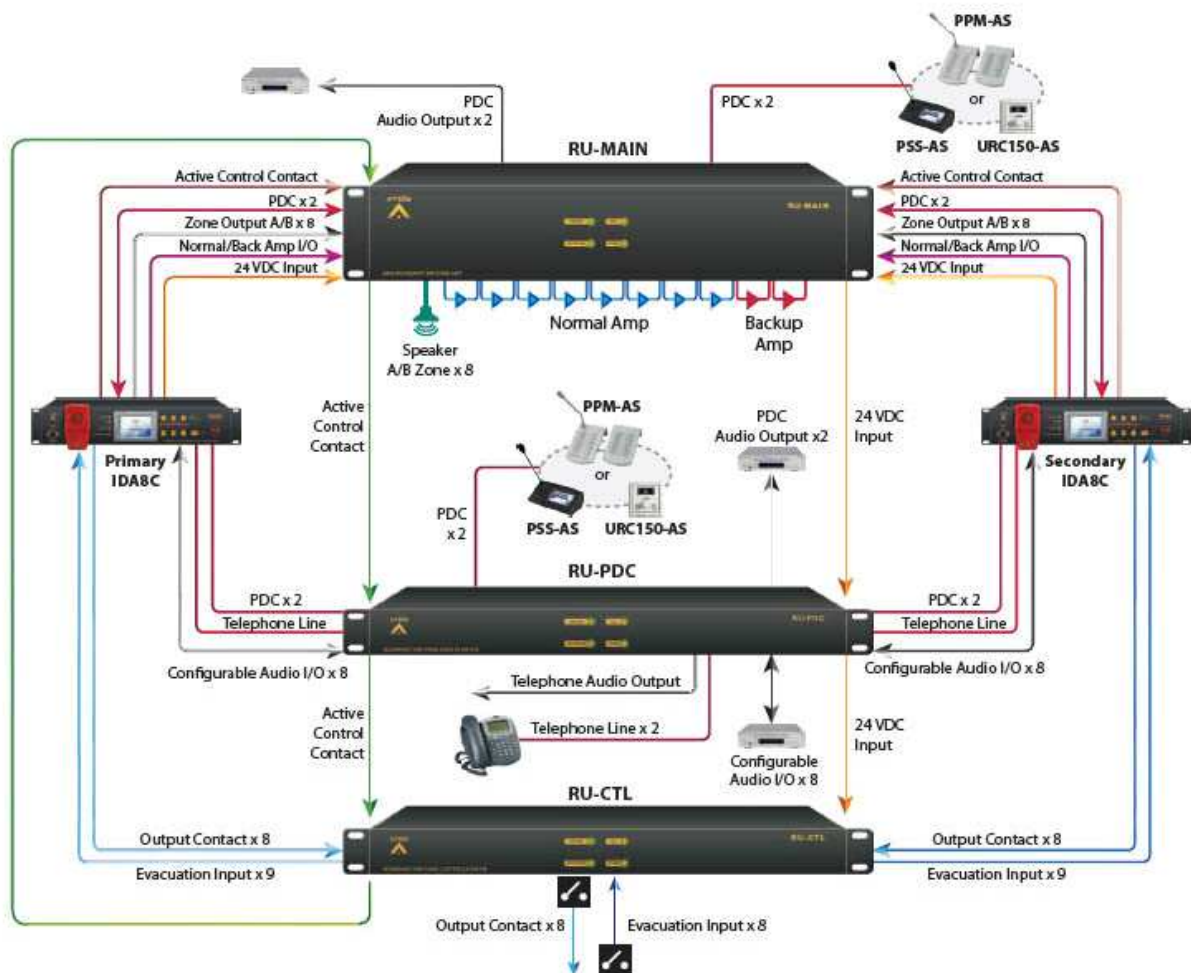 PPM-AS
or
PSS-AS
URC150-AS
PDC
Audio Output x 2
PDC x 2
RU-MAIN
RU-MAIN
Active Control Contact
PDC x 2
Zone Output A/B x 8
Normal/Back Amp I/O
24 VDC Input
Active Control Contact
PDC x 2
Zone Output A/B x 8
Normal/Back Amp I/O
24 VDC Input
Speaker
A/B Zone x 8
Normal Amp
Backup
Amp
Active
Control
Contact
PPM-AS
or
PSS-AS
URC150-AS
PDC
x 2
PDC
Audio Output x2
24 VDC
Input
Primary
IDA8C
Secondary
IDA8C
RU-PDC
RU-PDC
PDC x 2
Telephone Line
Configurable Audio I/O x 8
PDC x 2
Telephone Line
Configurable Audio I/O x 8
Telephone Audio Output
Telephone Line x 2
Active
Control
Contact
Configurable
Audio I/O x 8
24 VDC
Input
RU-CTL
RU-CTL
Output Contact x 8
Evacuation Input x 9
Output Contact x 8
Evacuation Input x 9
Output Contact x 8
Evacuation Input x 8